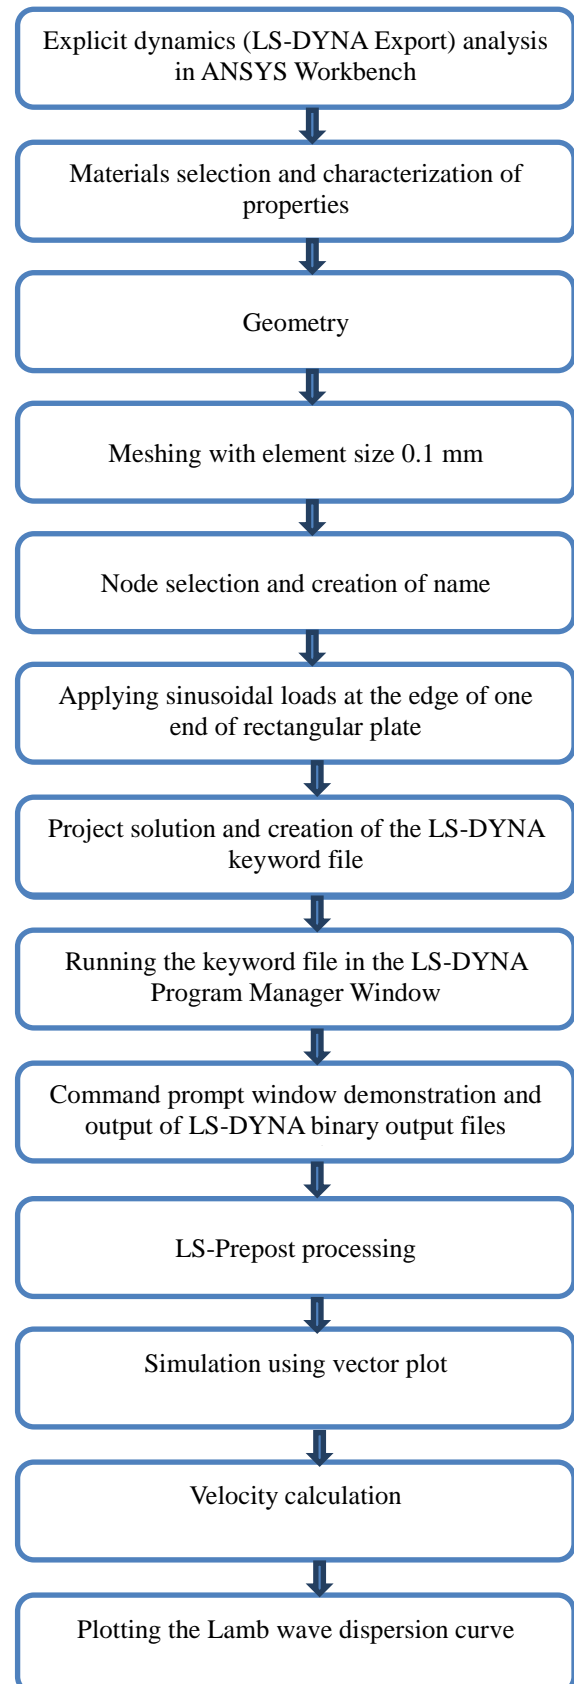 Explicit dynamics (LS-DYNA Export) analysis
in ANSYS Workbench
Materials selection and characterization of
properties
Geometry
Meshing with element size 0.1 mm
Node selection and creation of name
Applying sinusoidal loads at the edge of one
end of rectangular plate
Project solution and creation of the LS-DYNA
keyword file
Running the keyword file in the LS-DYNA
Program Manager Window
Command prompt window demonstration and
output of LS-DYNA binary output files
LS-Prepost processing
Simulation using vector plot
Velocity calculation
Plotting the Lamb wave dispersion curve